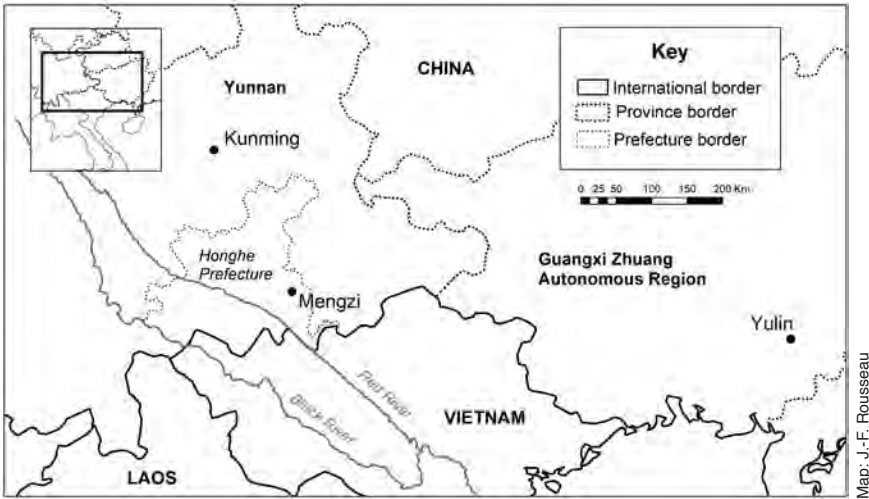 Key
International border
Province border
Prefecture border
0 25 50 100 150 200 Km
CHINA
Yunnan
Kunming
Honghe
Prefecture
Mengzi
Guangxi Zhuang
Autonomous Region
Yulin
Red River
Black River
VIETNAM
LAOS
Map: J.-F. Rousseau